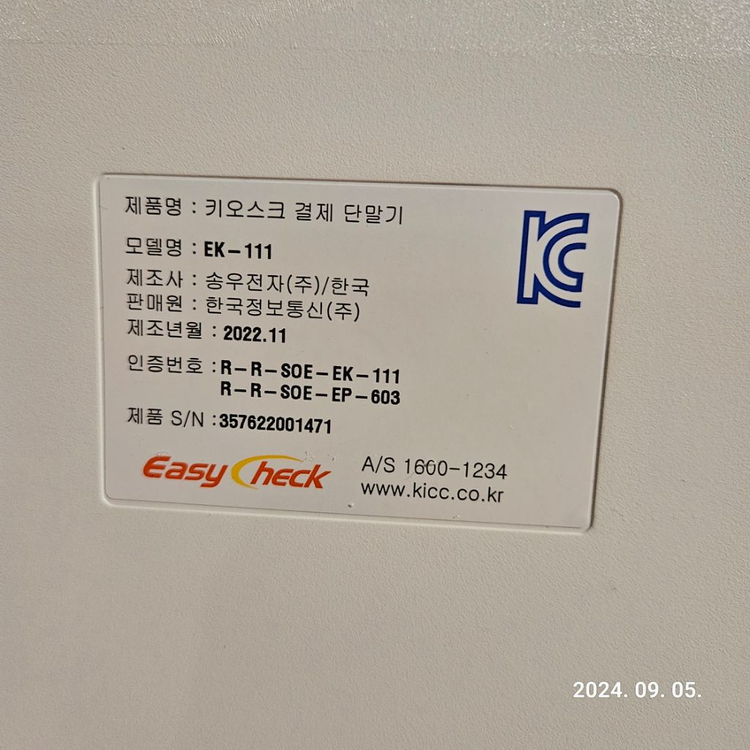 제품명 : 키오스크 결제 단말기
모델명 : EK-111
제조사 : 송우전자(주)/한국
판매원 : 한국정보통신(주)
제조년월 : 2022.11
인증번호 : R-R-SOE-EK-111
R-R-SOE-EP-603
제품 S/N : 357622001471
EasyCheck
A/S 1600-1234
www.kicc.co.kr
KC
2024. 09. 05.